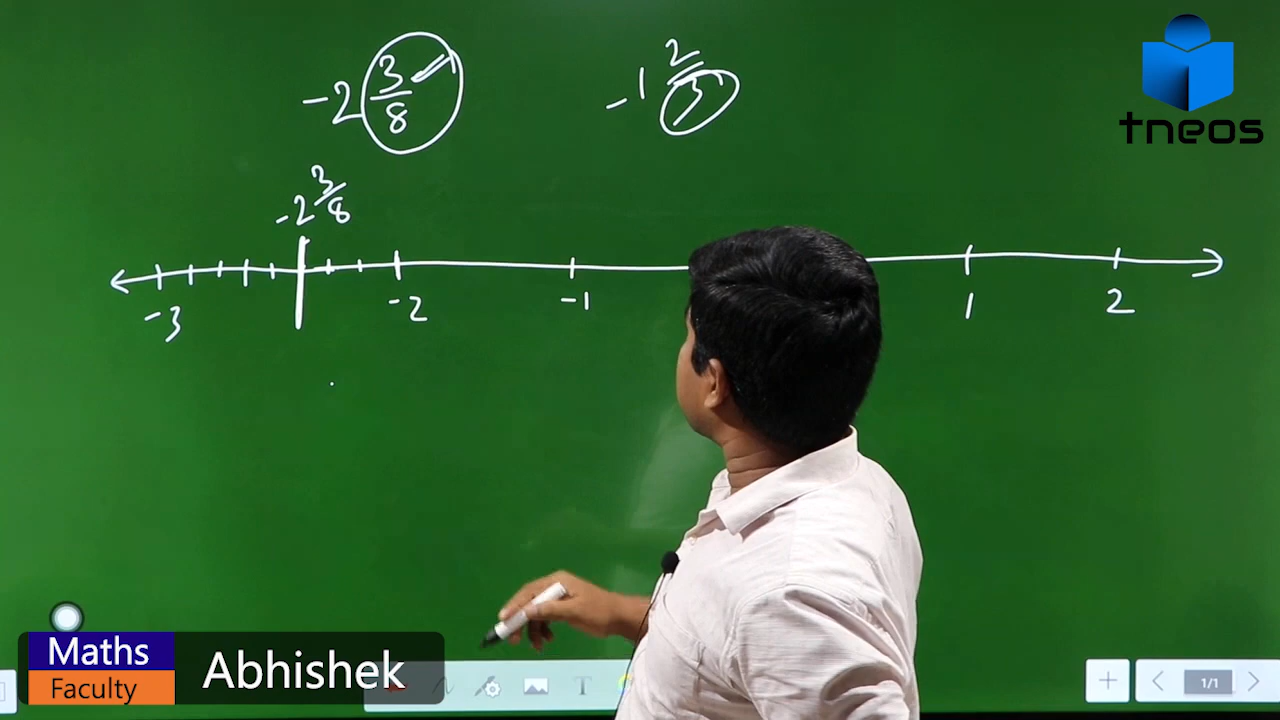 -2 3/8
-1 2/5
tneos
-2 3/8
-3 -2 -1 1 2
Maths
Faculty
Abhishek
T
1/1